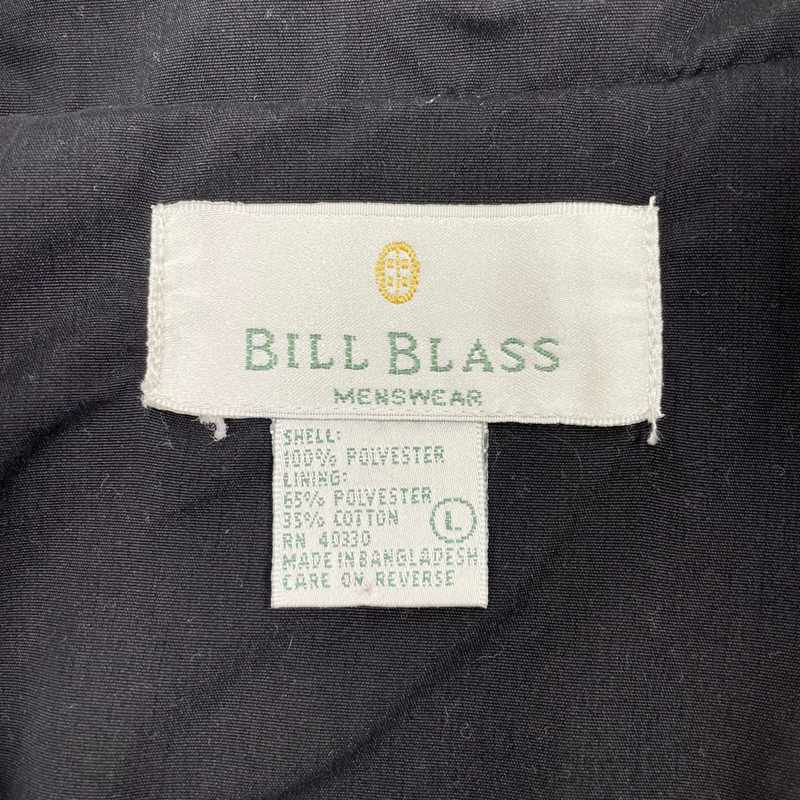 BILL BLASS
MENSWEAR
SHELL:
100% POLYESTER
LINING:
65% POLYESTER
35% COTTON
L
RN 40330
MADE IN BANGLADESH
CARE ON REVERSE